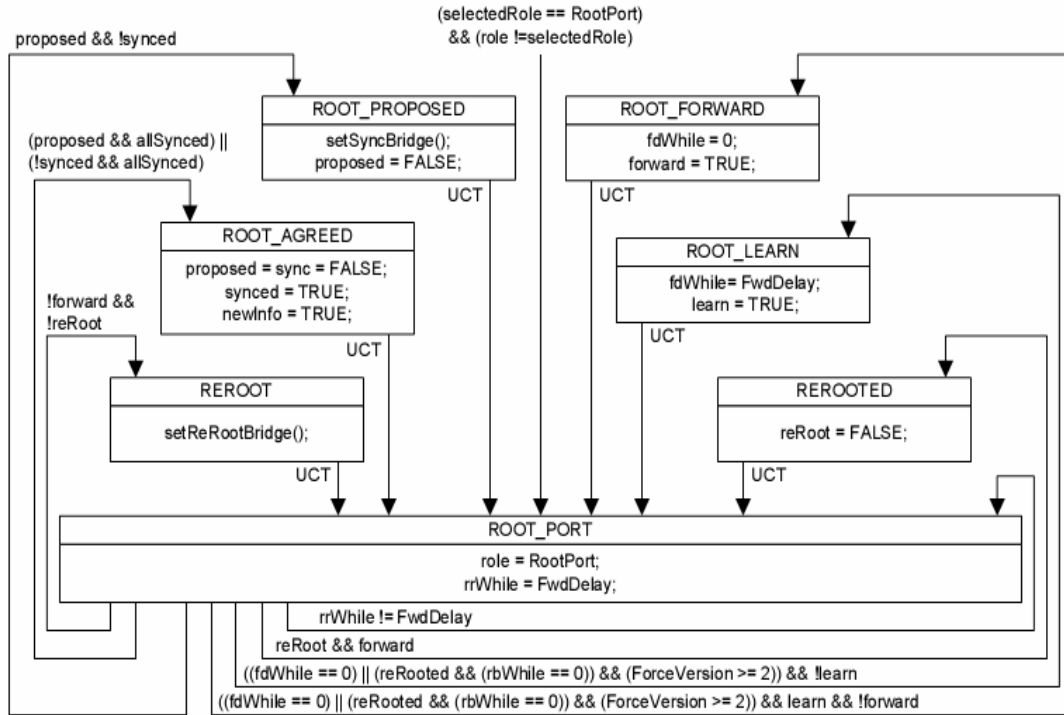 (selectedRole == RootPort)
&& (role !=selectedRole)
proposed && !synced
ROOT_PROPOSED
setSyncBridge();
proposed = FALSE;
UCT
ROOT_FORWARD
fdWhile = 0;
forward = TRUE;
UCT
(proposed && allSynced) ||
(!synced && allSynced)
ROOT_AGREED
proposed = sync = FALSE;
synced = TRUE;
newInfo = TRUE;
UCT
ROOT_LEARN
fdWhile= FwdDelay;
learn = TRUE;
UCT
!forward &&
!reRoot
REROOT
setReRootBridge();
UCT
REROOTED
reRoot = FALSE;
UCT
ROOT_PORT
role = RootPort;
rrWhile = FwdDelay;
rrWhile != FwdDelay
reRoot && forward
((fdWhile == 0) || (reRooted && (rbWhile == 0)) && (ForceVersion >= 2)) && !learn
((fdWhile == 0) || (reRooted && (rbWhile == 0)) && (ForceVersion >= 2)) && learn && !forward